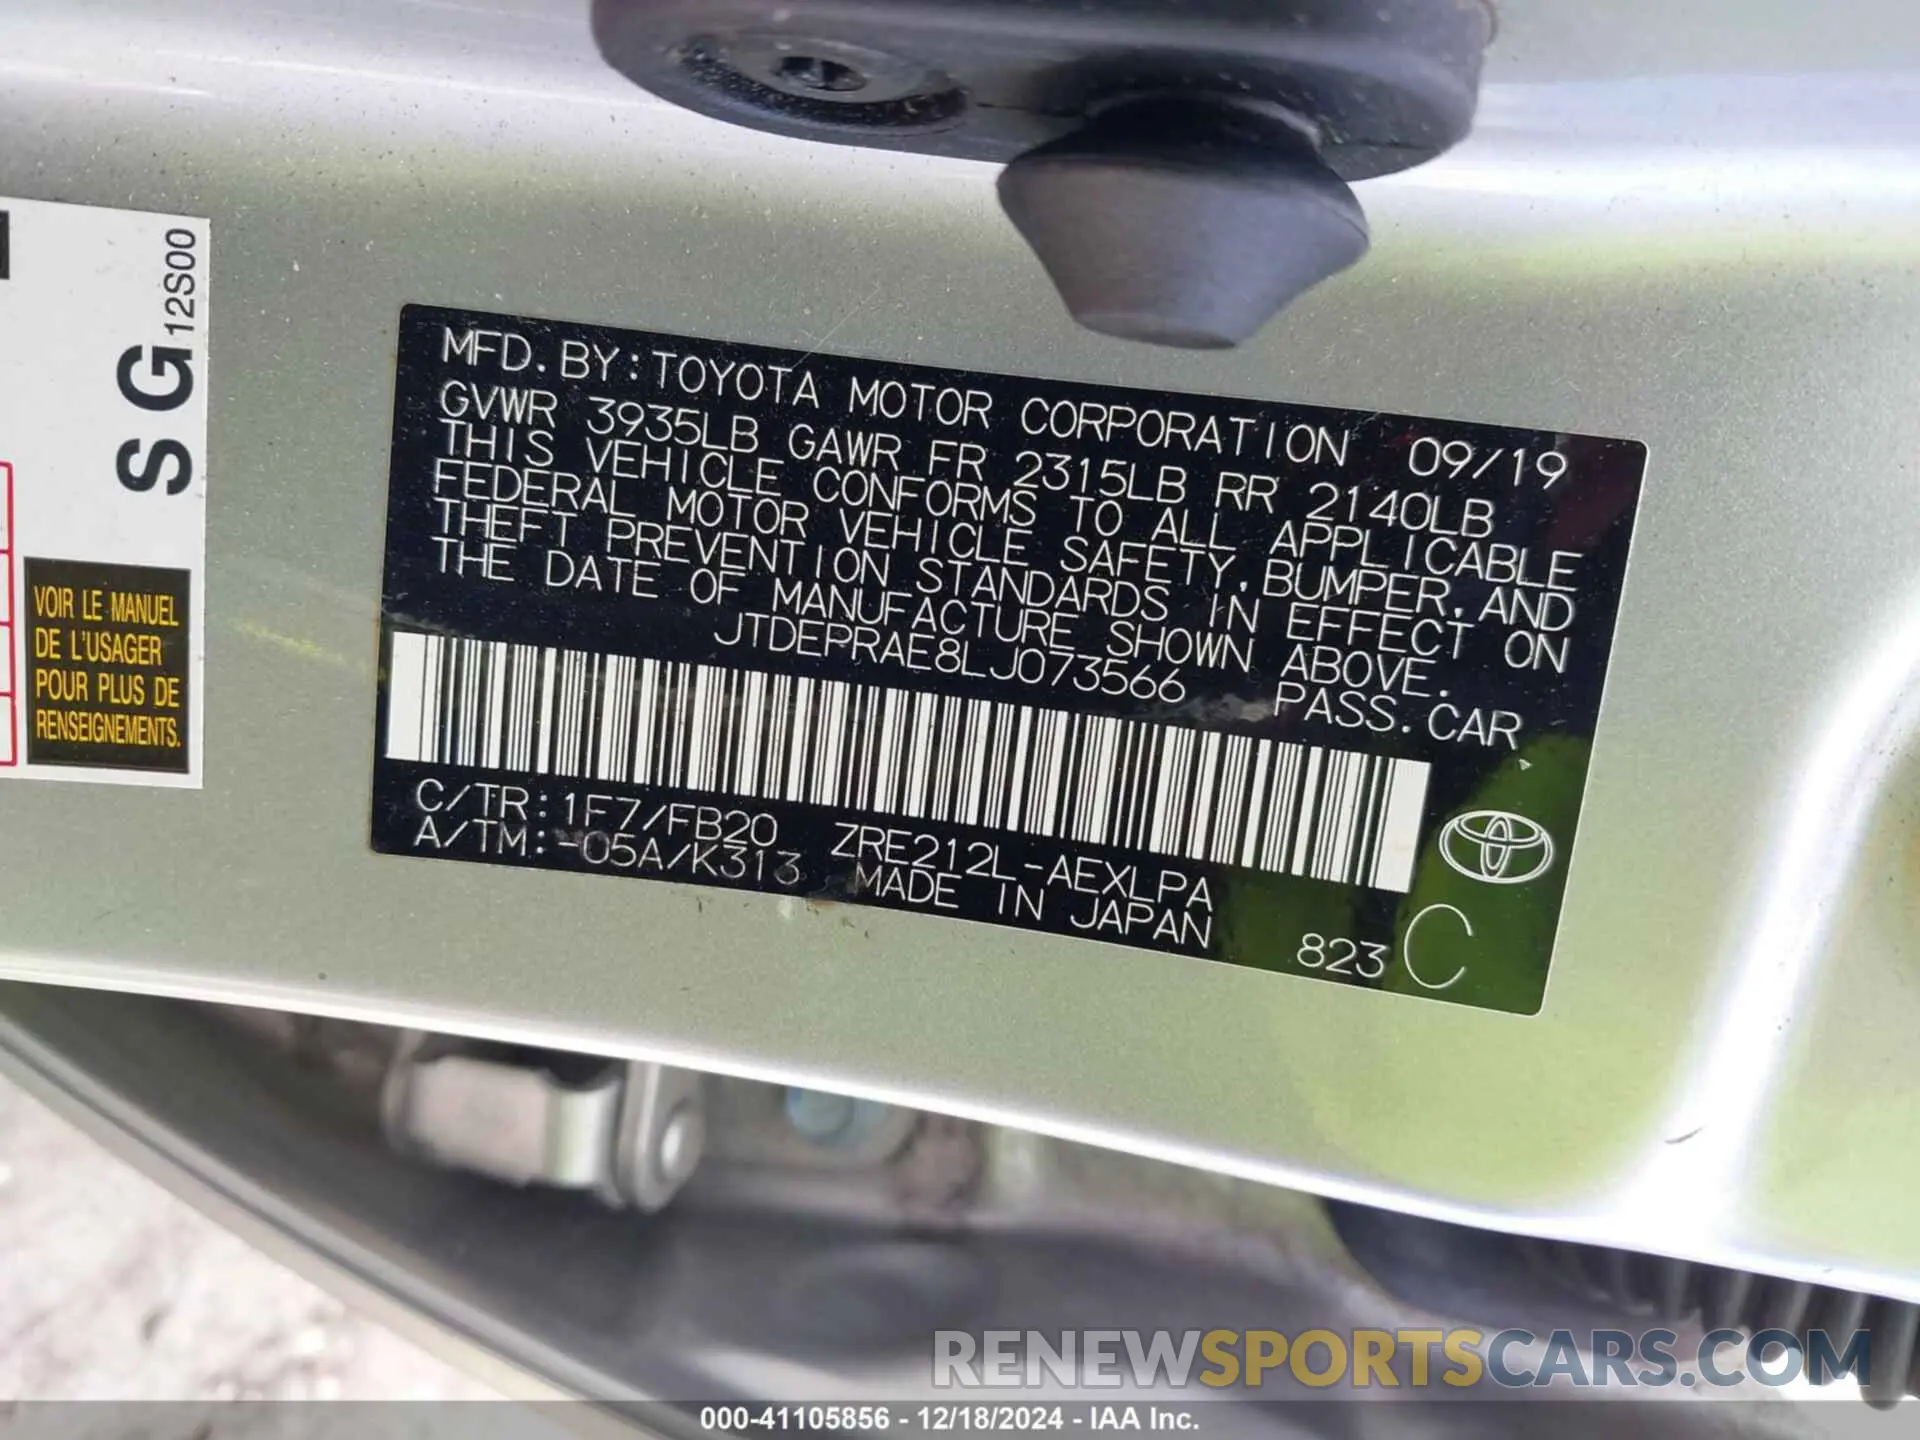 SG12S00
VOIR LE MANUEL
DE L'USAGER
POUR PLUS DE
RENSEIGNEMENTS.
MFD. BY: TOYOTA MOTOR CORPORATION 09/19
GVWR 3935LB GAWR FR 2315LB RR 2140LB
THIS VEHICLE CONFORMS TO ALL APPLICABLE
FEDERAL MOTOR VEHICLE SAFETY, BUMPER, AND
THEFT PREVENTION STANDARDS IN EFFECT ON
THE DATE OF MANUFACTURE SHOWN ABOVE.
JTDEPRAE8LJ073566 PASS. CAR
C/TR: 1F7/FB20 ZRE212L-AEXLPA
A/TM: -05A/K313 MADE IN JAPAN
823 C
RENEWSPORTSCARS.COM
000-41105856 - 12/18/2024 - IAA Inc.